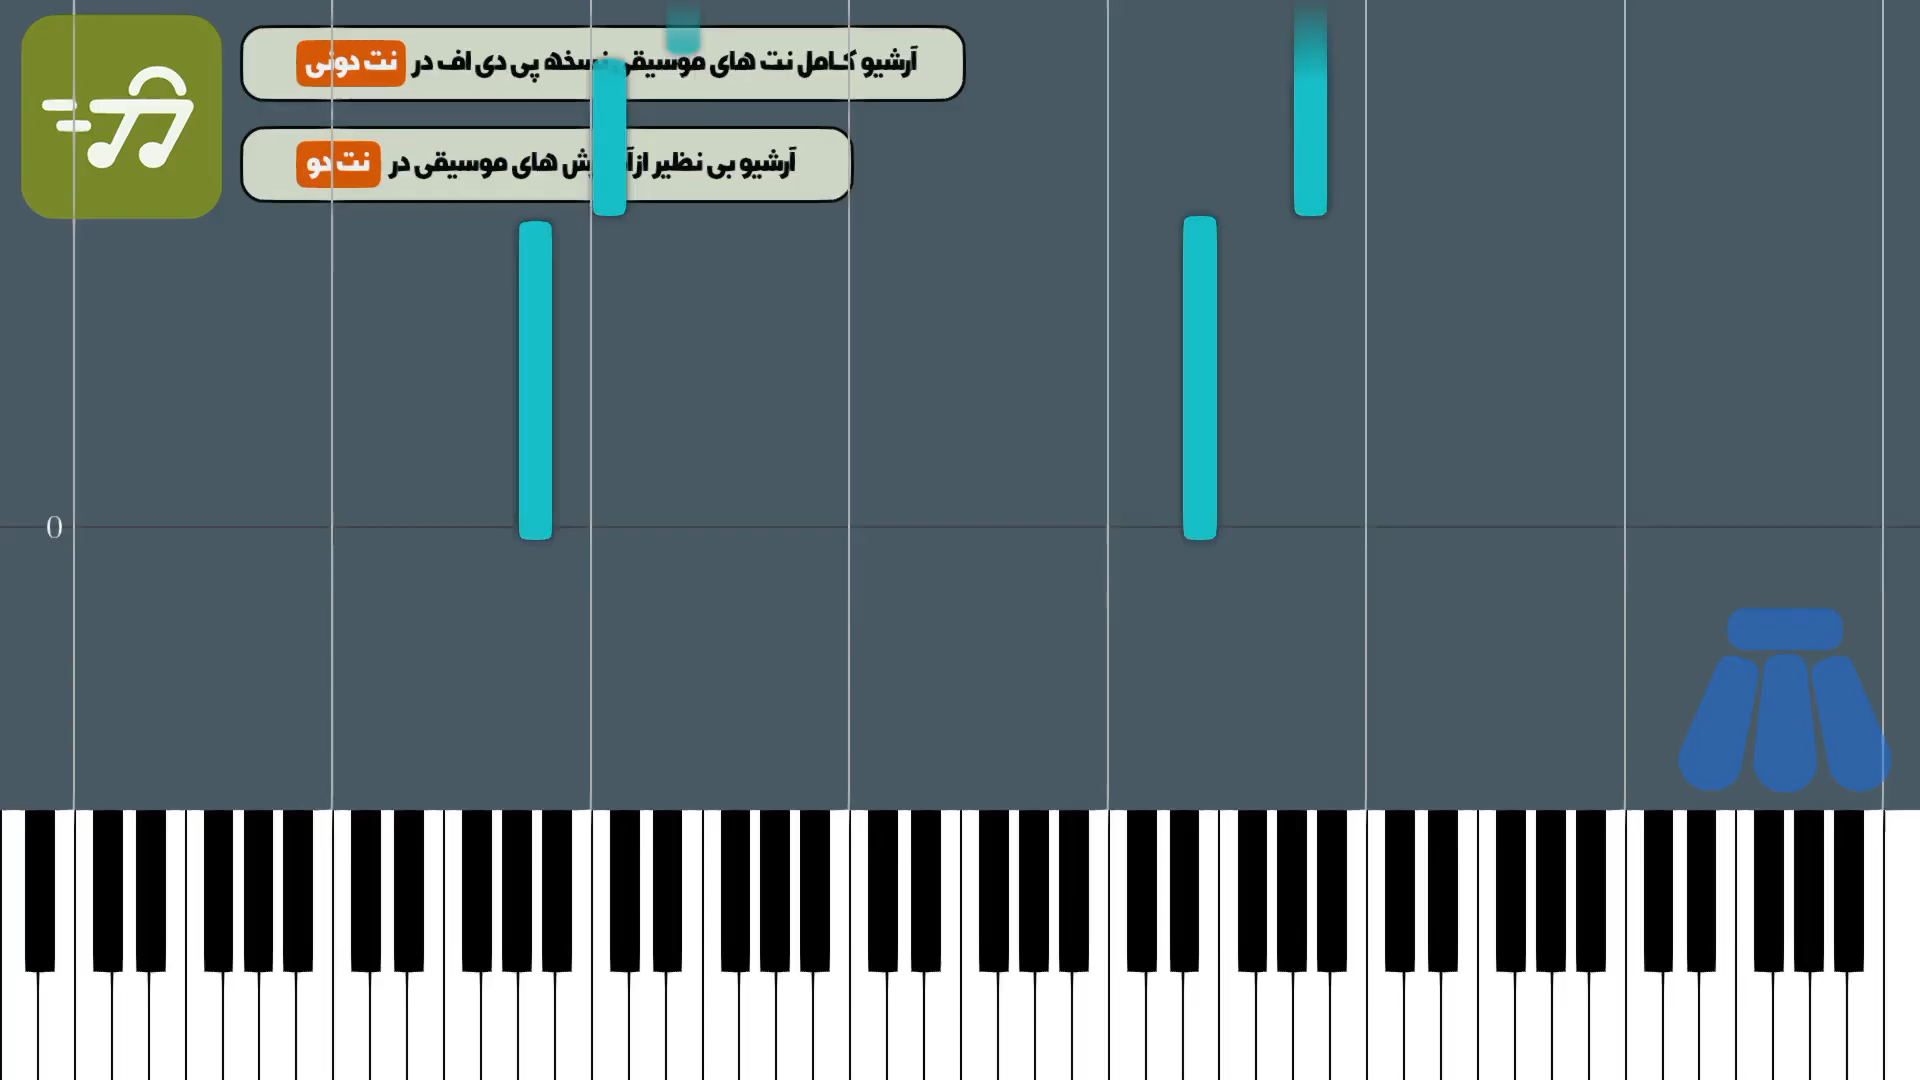 آرشیو کامل نت های موسیقی نسخه پی دی اف در نت دونی
آرشیو بی نظیر از های موسیقی در نت دو
0